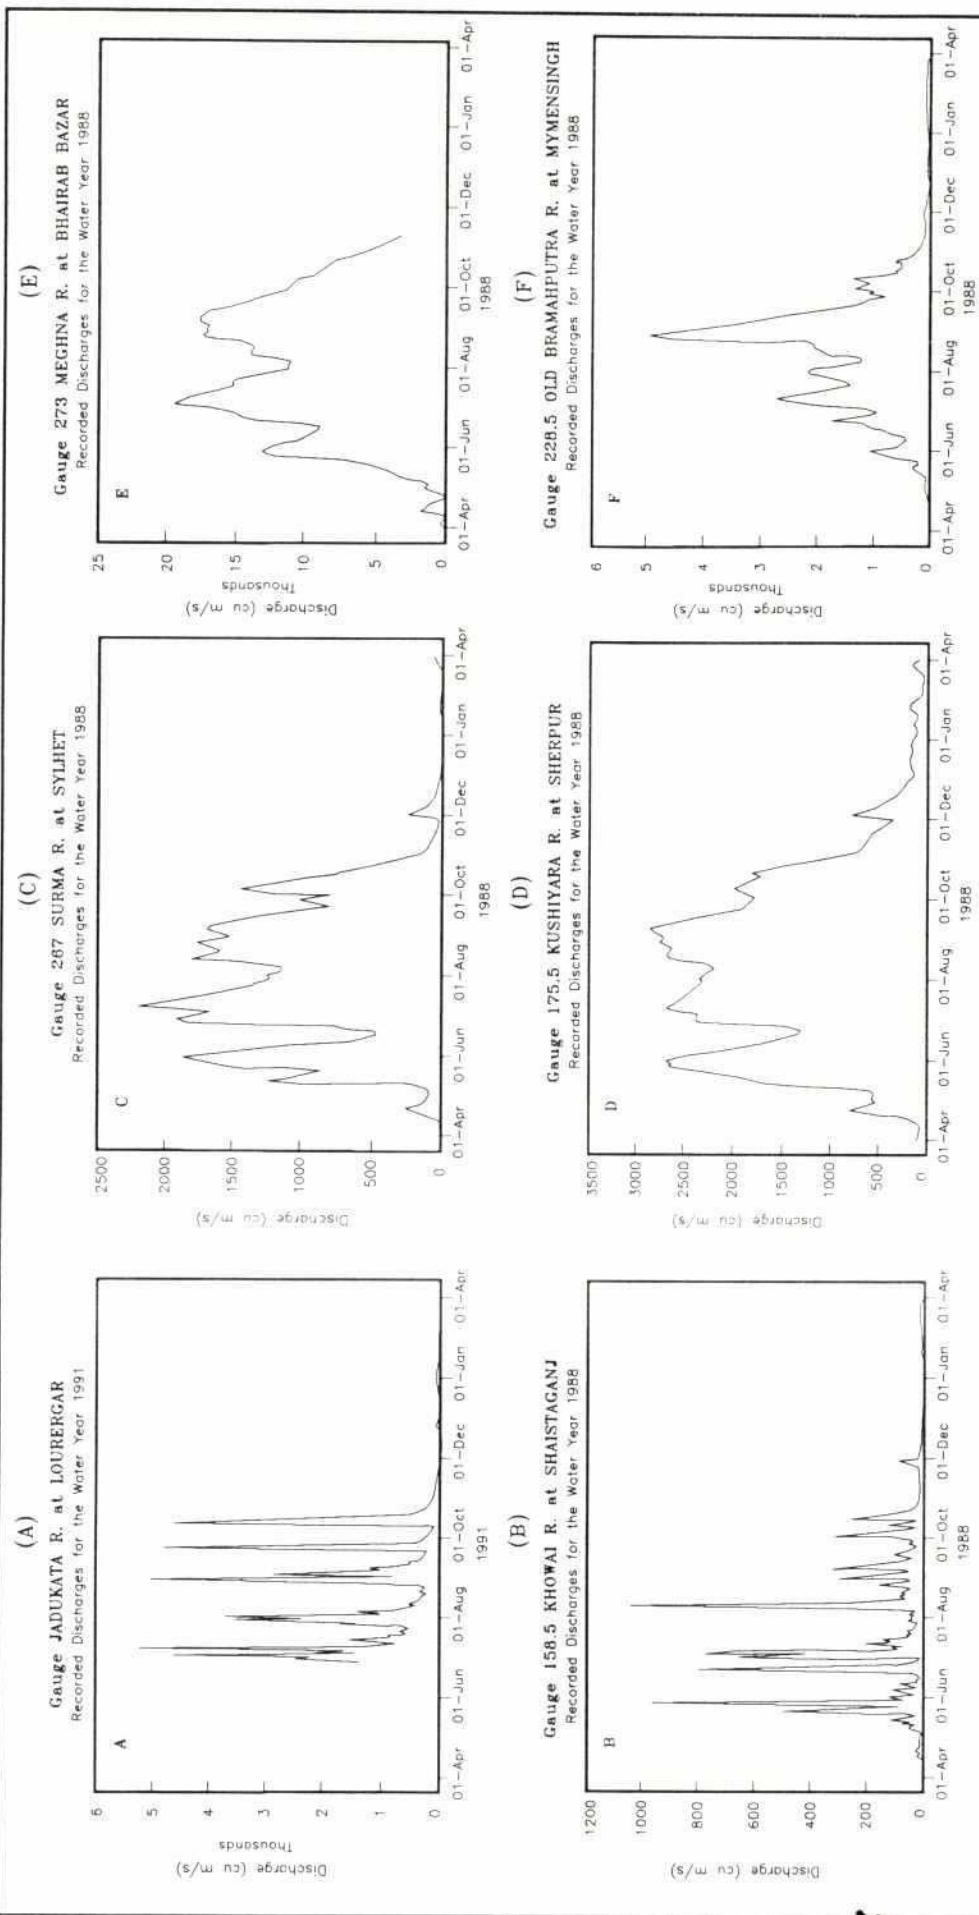 (A)
Gauge JADUKATA R. at LOURERGAR
Recorded Discharges for the Water Year 1991
A
Discharge (cu m/s)
Thousands
6
5
4
3
2
1
0
01-Apr 01-Jun 01-Aug 01-Oct 01-Dec 01-Jan 01-Apr
1991
(C)
Gauge 267 SURMA R. at SYLHET
Recorded Discharges for the Water Year 1988
C
Discharge (cu m/s)
2500
2000
1500
1000
500
0
01-Apr 01-Jun 01-Aug 01-Oct 01-Dec 01-Jan 01-Apr
1988
(E)
Gauge 273 MEGHNA R. at BHAIRAB BAZAR
Recorded Discharges for the Water Year 1988
E
Discharge (cu m/s)
Thousands
25
20
15
10
5
0
01-Apr 01-Jun 01-Aug 01-Oct 01-Dec 01-Jan 01-Apr
1988
(B)
Gauge 158.5 KHOWAI R. at SHAISTAGANJ
Recorded Discharges for the Water Year 1988
B
Discharge (cu m/s)
1200
1000
800
600
400
200
0
01-Apr 01-Jun 01-Aug 01-Oct 01-Dec 01-Jan 01-Apr
1988
(D)
Gauge 175.5 KUSHIYARA R. at SHERPUR
Recorded Discharges for the Water Year 1988
D
Discharge (cu m/s)
3500
3000
2500
2000
1500
1000
500
0
01-Apr 01-Jun 01-Aug 01-Oct 01-Dec 01-Jan 01-Apr
1988
(F)
Gauge 228.5 OLD BRAMAHPUTRA R. at MYMENSINGH
Recorded Discharges for the Water Year 1988
F
Discharge (cu m/s)
Thousands
6
5
4
3
2
1
0
01-Apr 01-Jun 01-Aug 01-Oct 01-Dec 01-Jan 01-Apr
1988